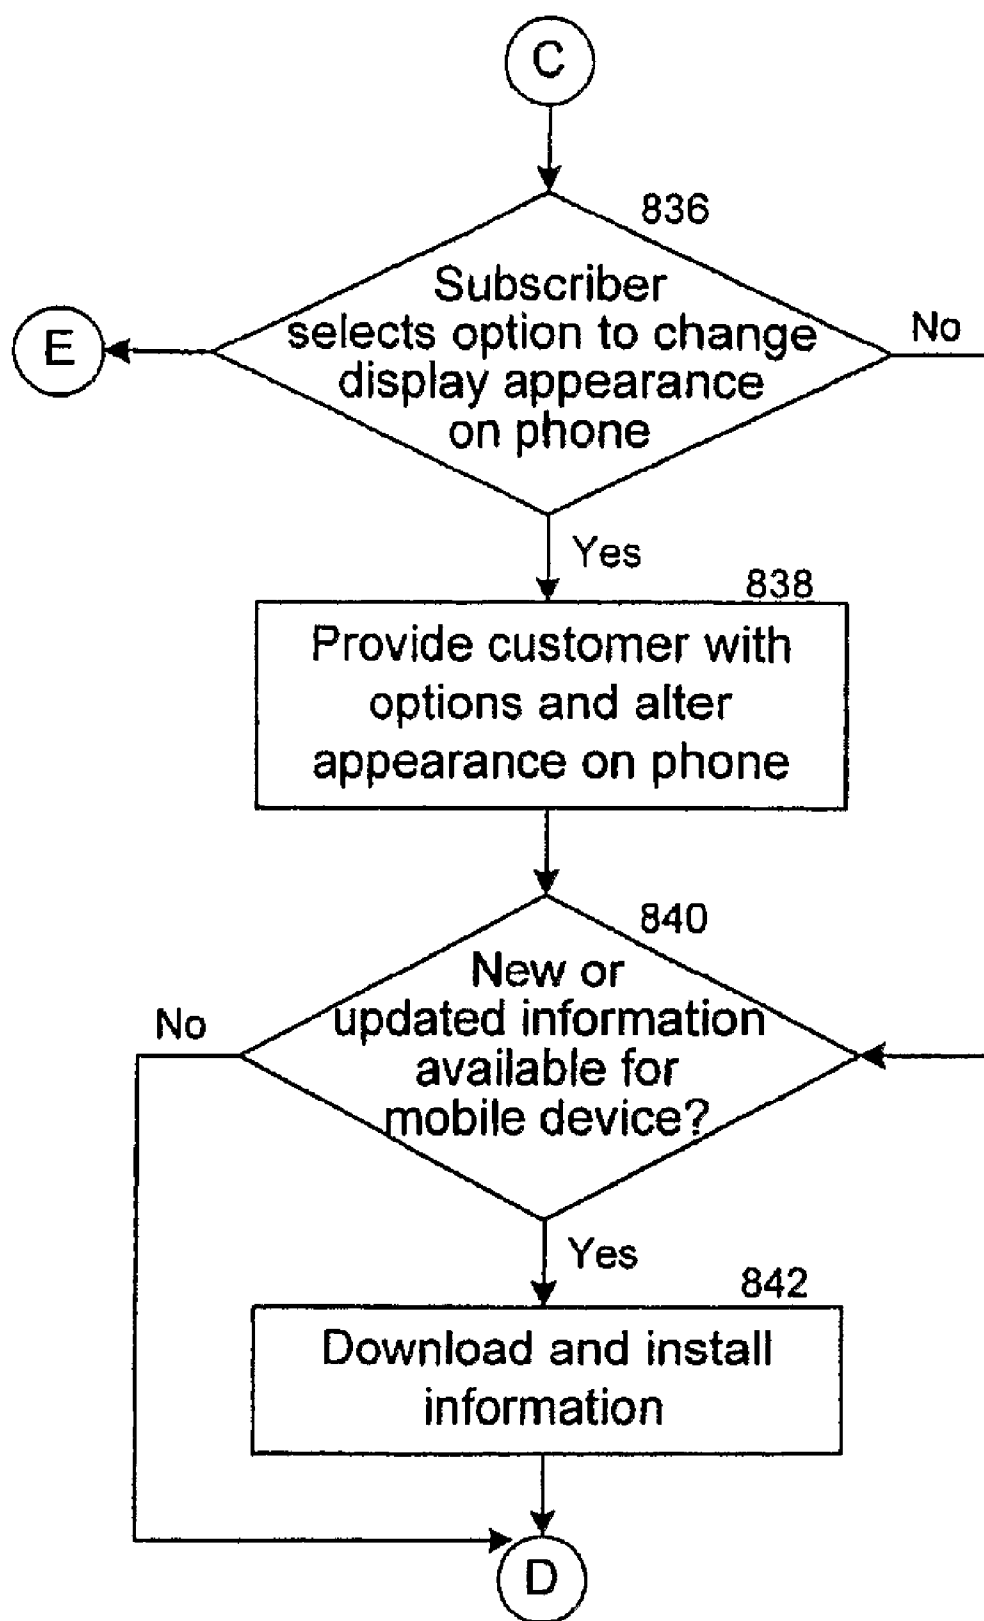 C
836
Subscriber
selects option to change
display appearance
on phone
E
No
Yes
838
Provide customer with
options and alter
appearance on phone
840
New or
updated information
available for
mobile device?
No
Yes
842
Download and install
information
D